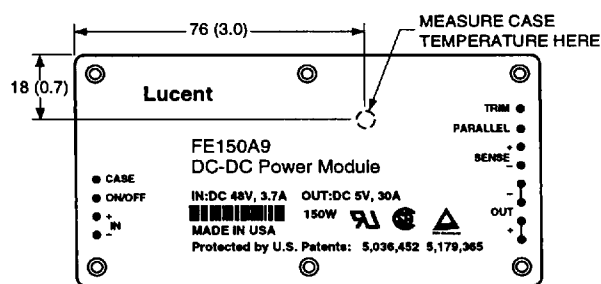 76 (3.0)
MEASURE CASE
TEMPERATURE HERE
18 (0.7)
Lucent
TRIM
PARALLEL
+
SENSE
–
FE150A9
DC-DC Power Module
CASE
ON/OFF
+
IN
–
IN:DC 48V, 3.7A OUT:DC 5V, 30A
150W
MADE IN USA
Protected by U.S. Patents: 5,036,452 5,179,365
–
OUT
+